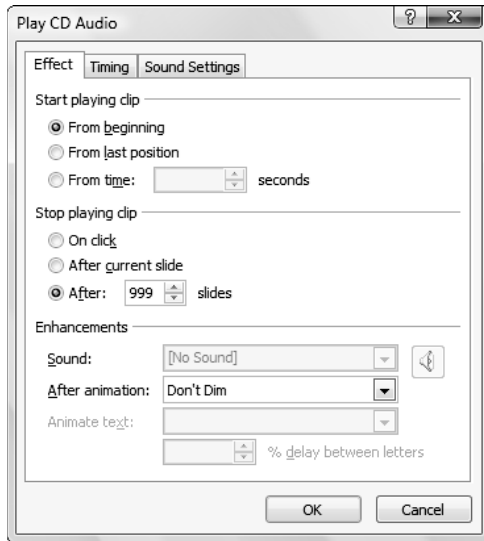 Play CD Audio
?
X
Effect Timing Sound Settings
Start playing clip
From beginning
From last position
From time: seconds
Stop playing clip
On click
After current slide
After: 999 slides
Enhancements
Sound: [No Sound]
After animation: Don't Dim
Animate text:
% delay between letters
OK Cancel